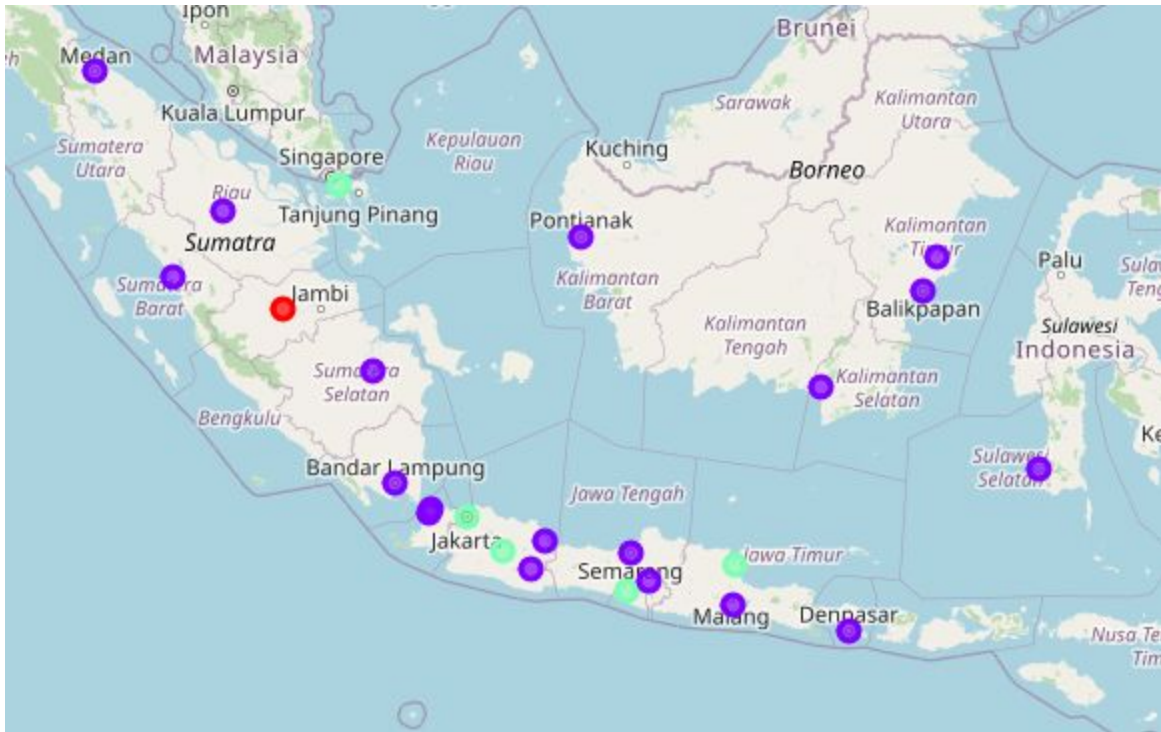 Ipoh
Medan
Malaysia
Kuala Lumpur
Sumatera
Utara
Singapore
Riau
Tanjung Pinang
Kepulauan
Riau
Brunei
Sarawak
Kalimantan
Utara
Kuching
Borneo
Pontianak
Kalimantan
Barat
Kalimantan
Timur
Balikpapan
Kalimantan
Tengah
Kalimantan
Selatan
Palu
Sulawesi
Indonesia
Sumatra
Sumatera
Barat
Jambi
Sumatera
Selatan
Bengkulu
Bandar Lampung
Jawa Tengah
Sulawesi
Selatan
Jakarta
Semarang
Jawa Timur
Malang
Denpasar